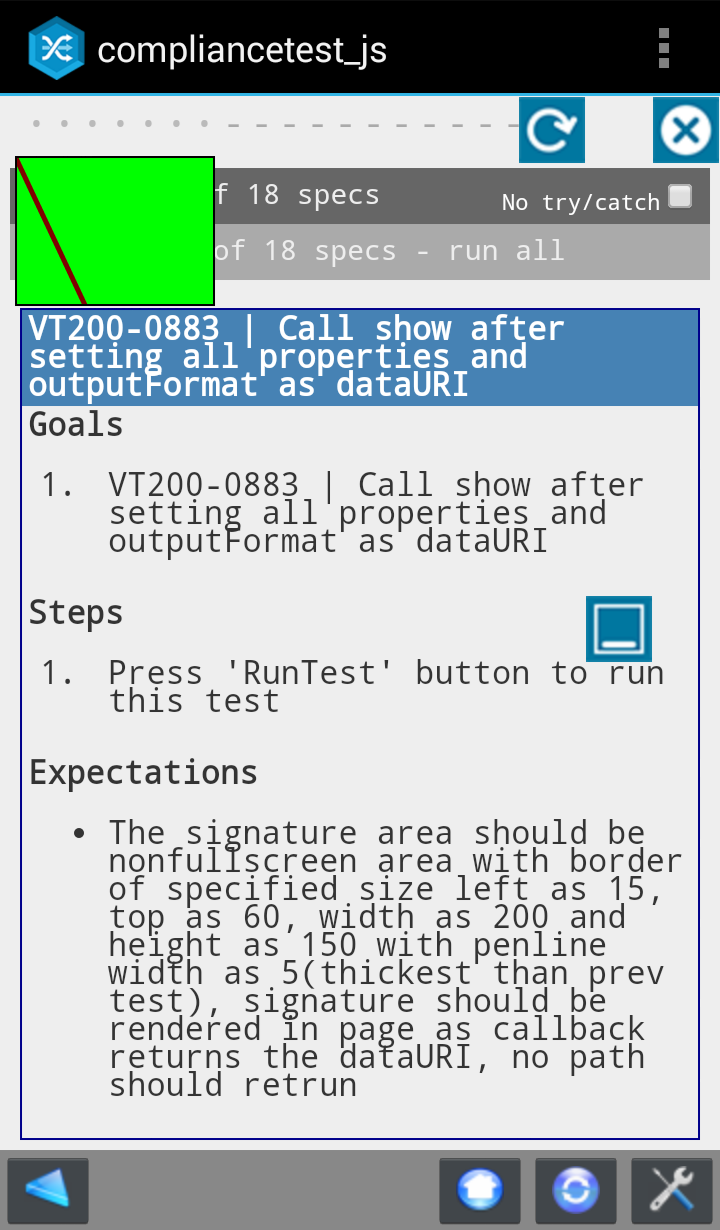 compliancetest_js
f 18 specs
No try/catch
of 18 specs - run all
VT200-0883 | Call show after
setting all properties and
outputFormat as dataURI
Goals
1. VT200-0883 | Call show after
setting all properties and
outputFormat as dataURI
Steps
1. Press 'RunTest' button to run
this test
Expectations
• The signature area should be
nonfullscreen area with border
of specified size left as 15,
top as 60, width as 200 and
height as 150 with penline
width as 5(thickest than prev
test), signature should be
rendered in page as callback
returns the dataURI, no path
should retrun